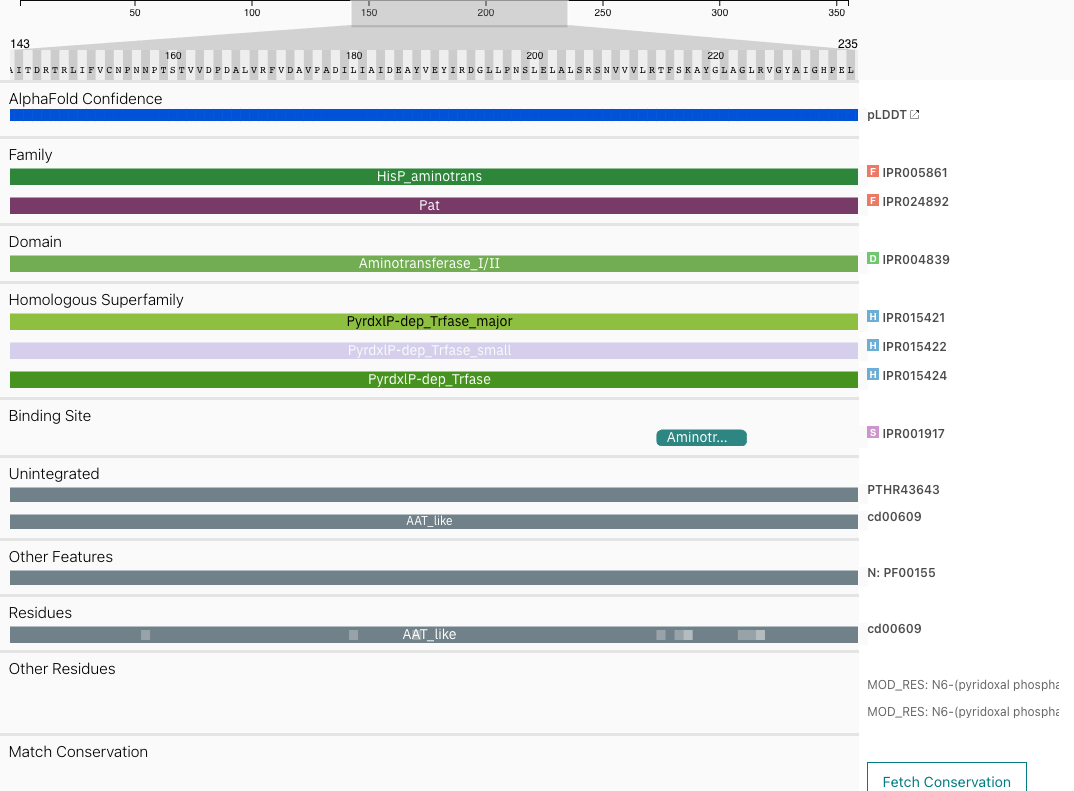 50 100 150 200 250 300 350
143 235
160 180 200 220
A I T D R T R L I F V C N P N N P T S T V V D P D A L V R F V D A V P A D I L I A I D E A Y V E Y I R D G L L P N S L E L A L S R S N V V V L R T F S K A Y G L A G L R V G Y A I G H P E L
AlphaFold Confidence
pLDDT
Family
HisP_aminotrans F IPR005861
Pat F IPR024892
Domain
Aminotransferase_I/II D IPR004839
Homologous Superfamily
PyrdxlP-dep_Trfase_major H IPR015421
PyrdxlP-dep_Trfase_small H IPR015422
PyrdxlP-dep_Trfase H IPR015424
Binding Site
Aminotr... S IPR001917
Unintegrated
PTHR43643
AAT_like cd00609
Other Features
N: PF00155
Residues
AAT_like cd00609
Other Residues
MOD_RES: N6-(pyridoxal phospha
MOD_RES: N6-(pyridoxal phospha
Match Conservation
Fetch Conservation